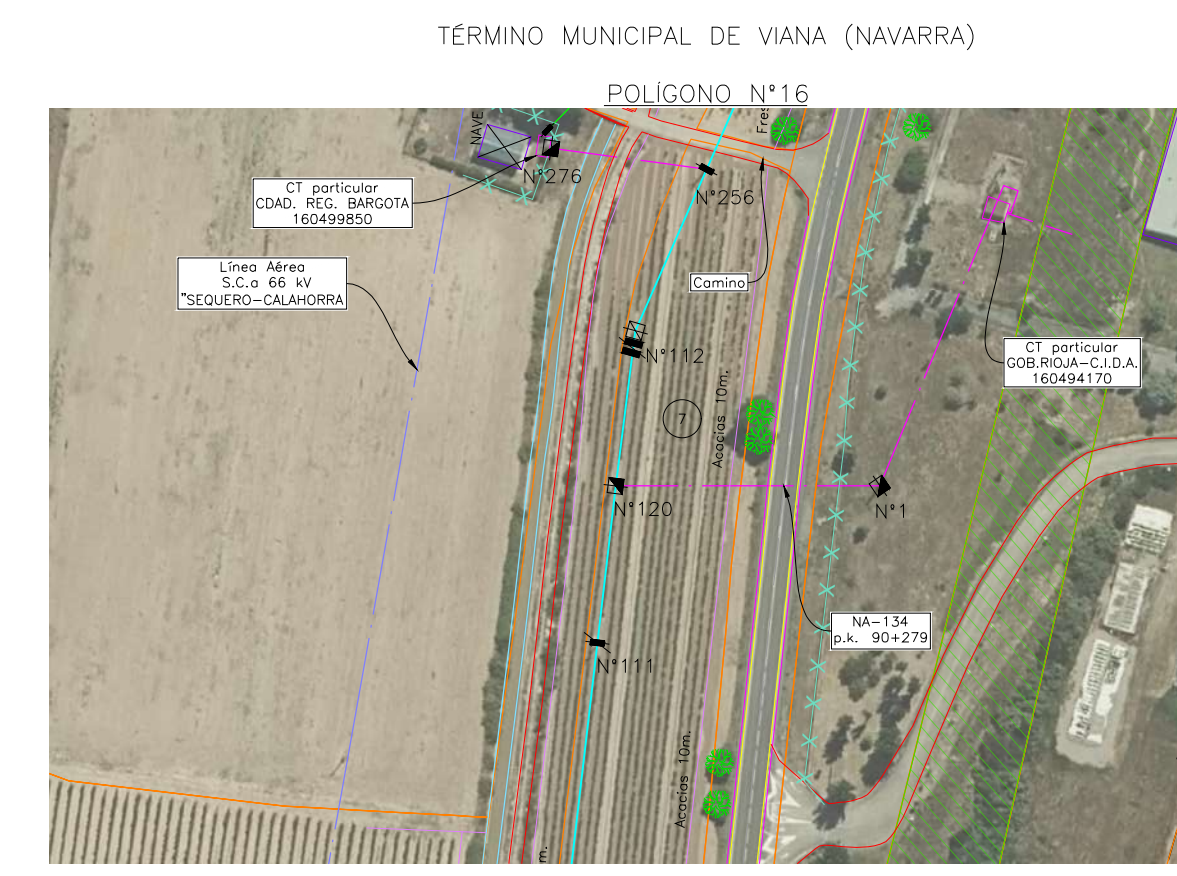 TÉRMINO MUNICIPAL DE VIANA (NAVARRA)
POLÍGONO Nº16
NAVE
Fres
Nº276
Nº256
CT particular
CDAD. REG. BARGOTA
160499850
Línea Aérea
S.C.a 66 kV
"SEQUERO-CALAHORRA
Camino
Nº112
CT particular
GOB.RIOJA-C.I.D.A.
160494170
Acacias 10m.
7
Nº120
Nº1
NA-134
p.k. 90+279
Nº111
Acacias 10m.
m.